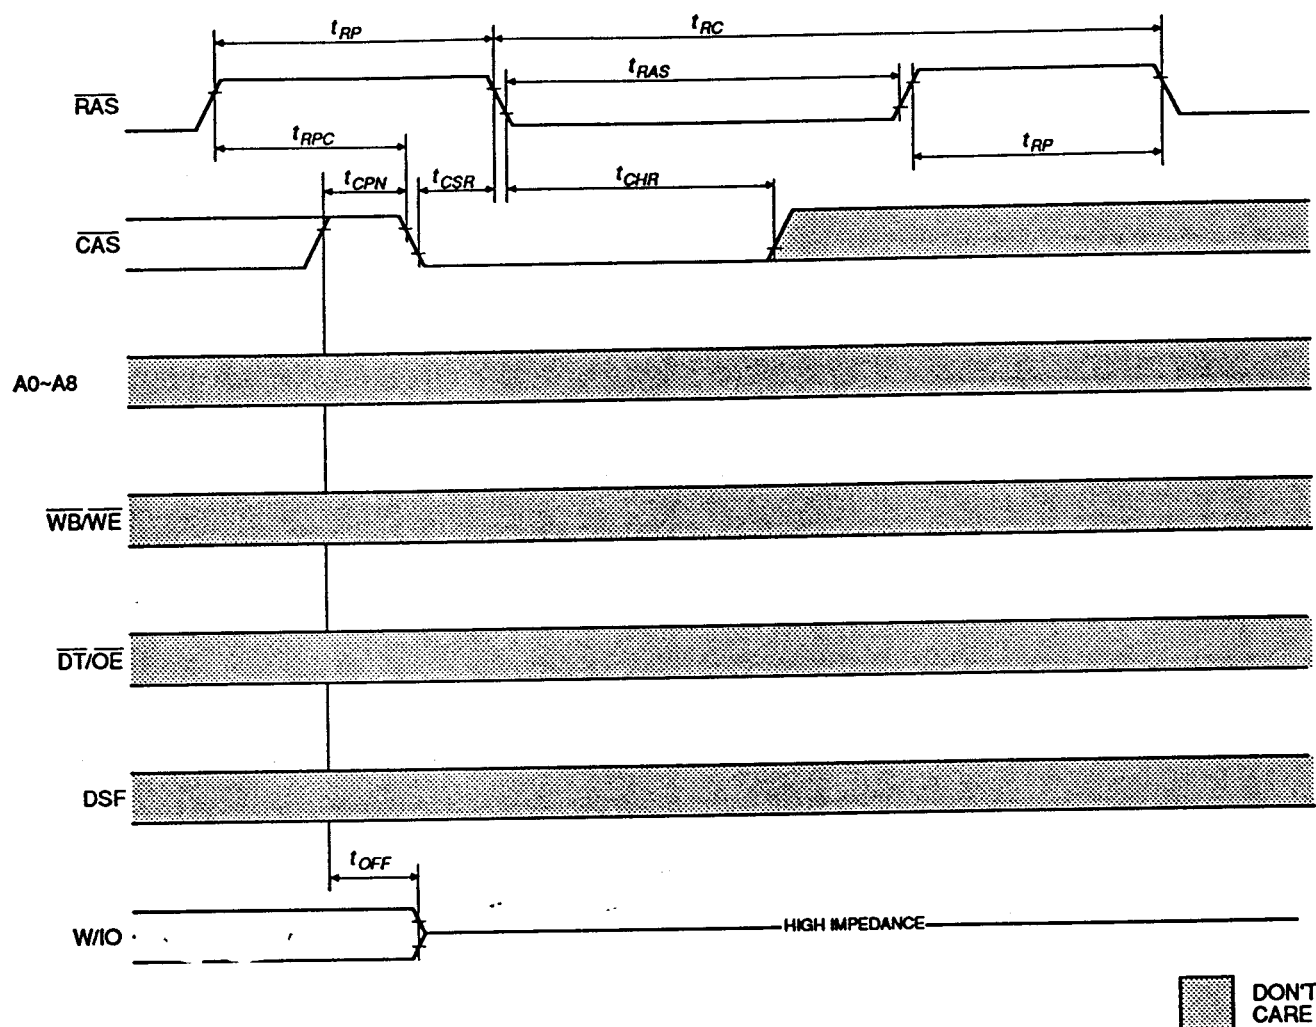 tRP
tRC
tRAS
RAS
tRPC
tRP
tCPN
tCSR
tCHR
CAS
A0~A8
WB/WE
DT/OE
DSF
tOFF
W/IO
HIGH IMPEDANCE
DON'T
CARE